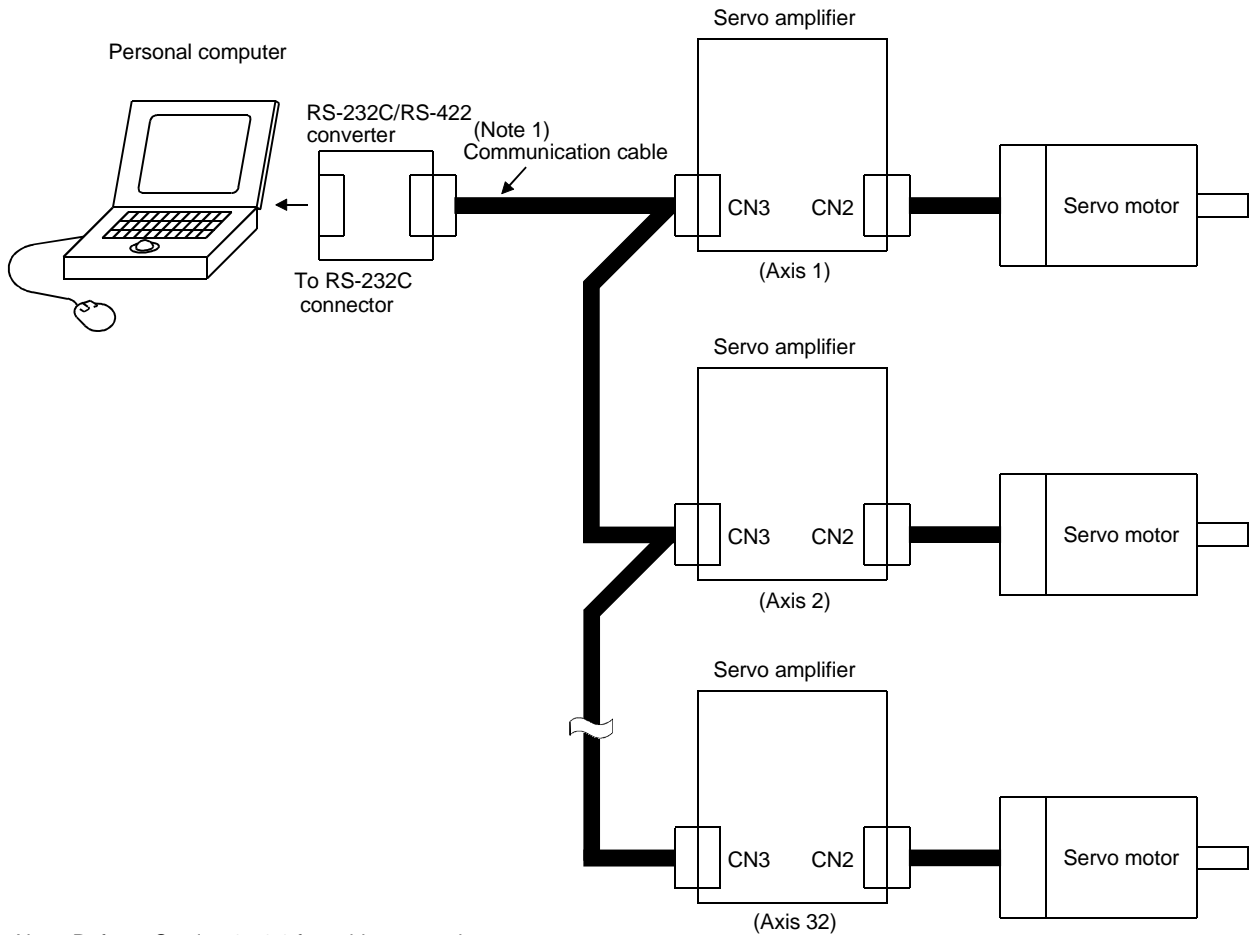 Servo amplifier
Personal computer
RS-232C/RS-422
converter
(Note 1)
Communication cable
CN3
CN2
Servo motor
To RS-232C
connector
(Axis 1)
Servo amplifier
CN3
CN2
Servo motor
(Axis 2)
Servo amplifier
CN3
CN2
Servo motor
(Axis 32)